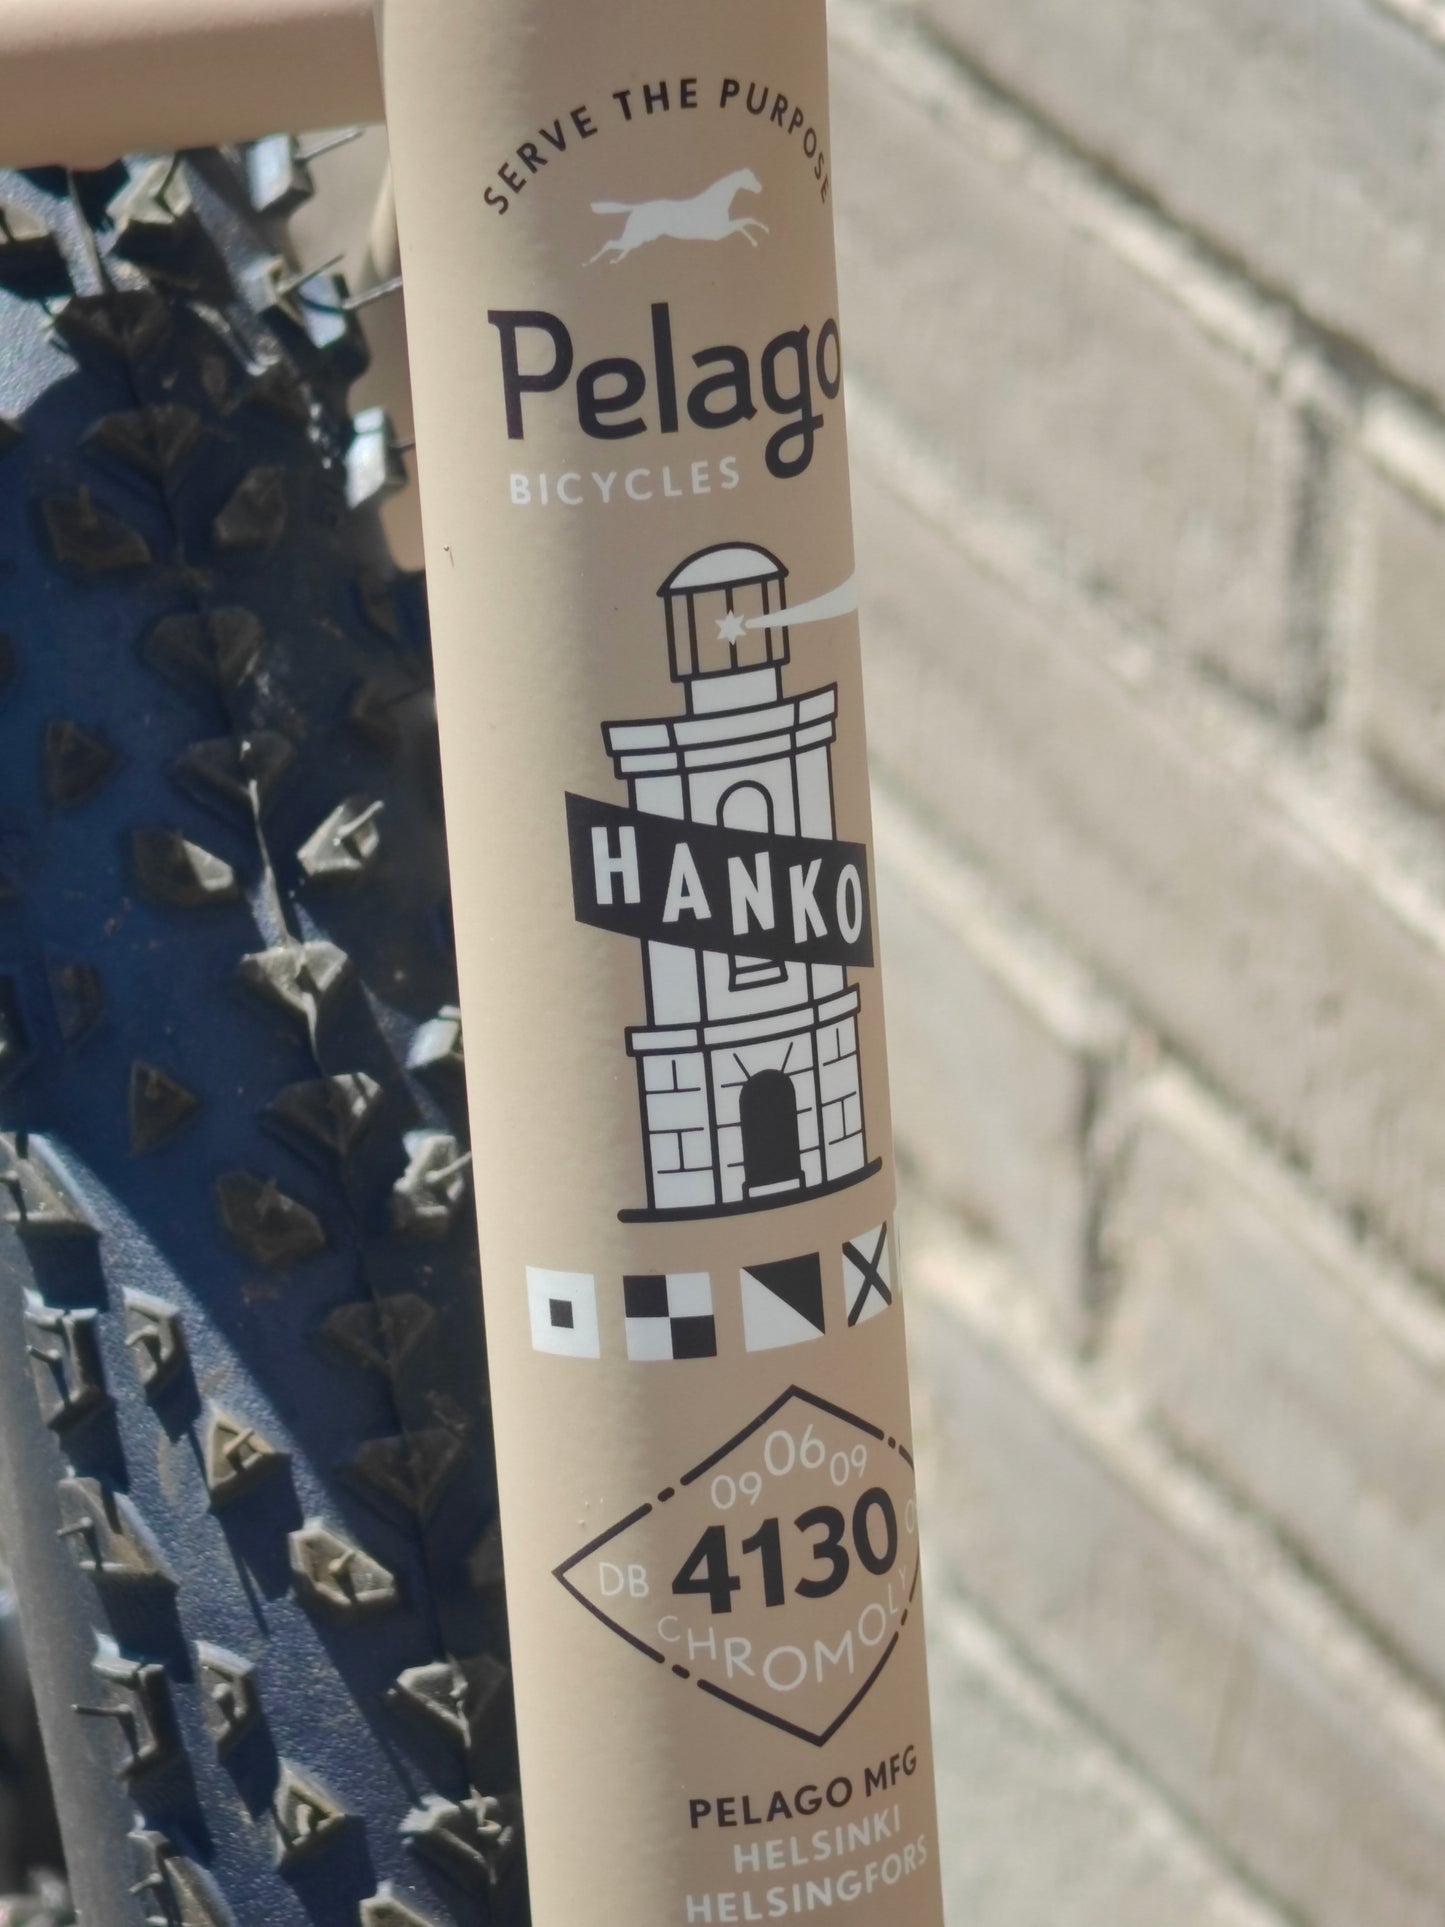 SERVE THE PURPOSE
Pelago
BICYCLES
HANKO
09 06 09
DB 4130
CHROMOLY
PELAGO MFG
HELSINKI
HELSINGFORS